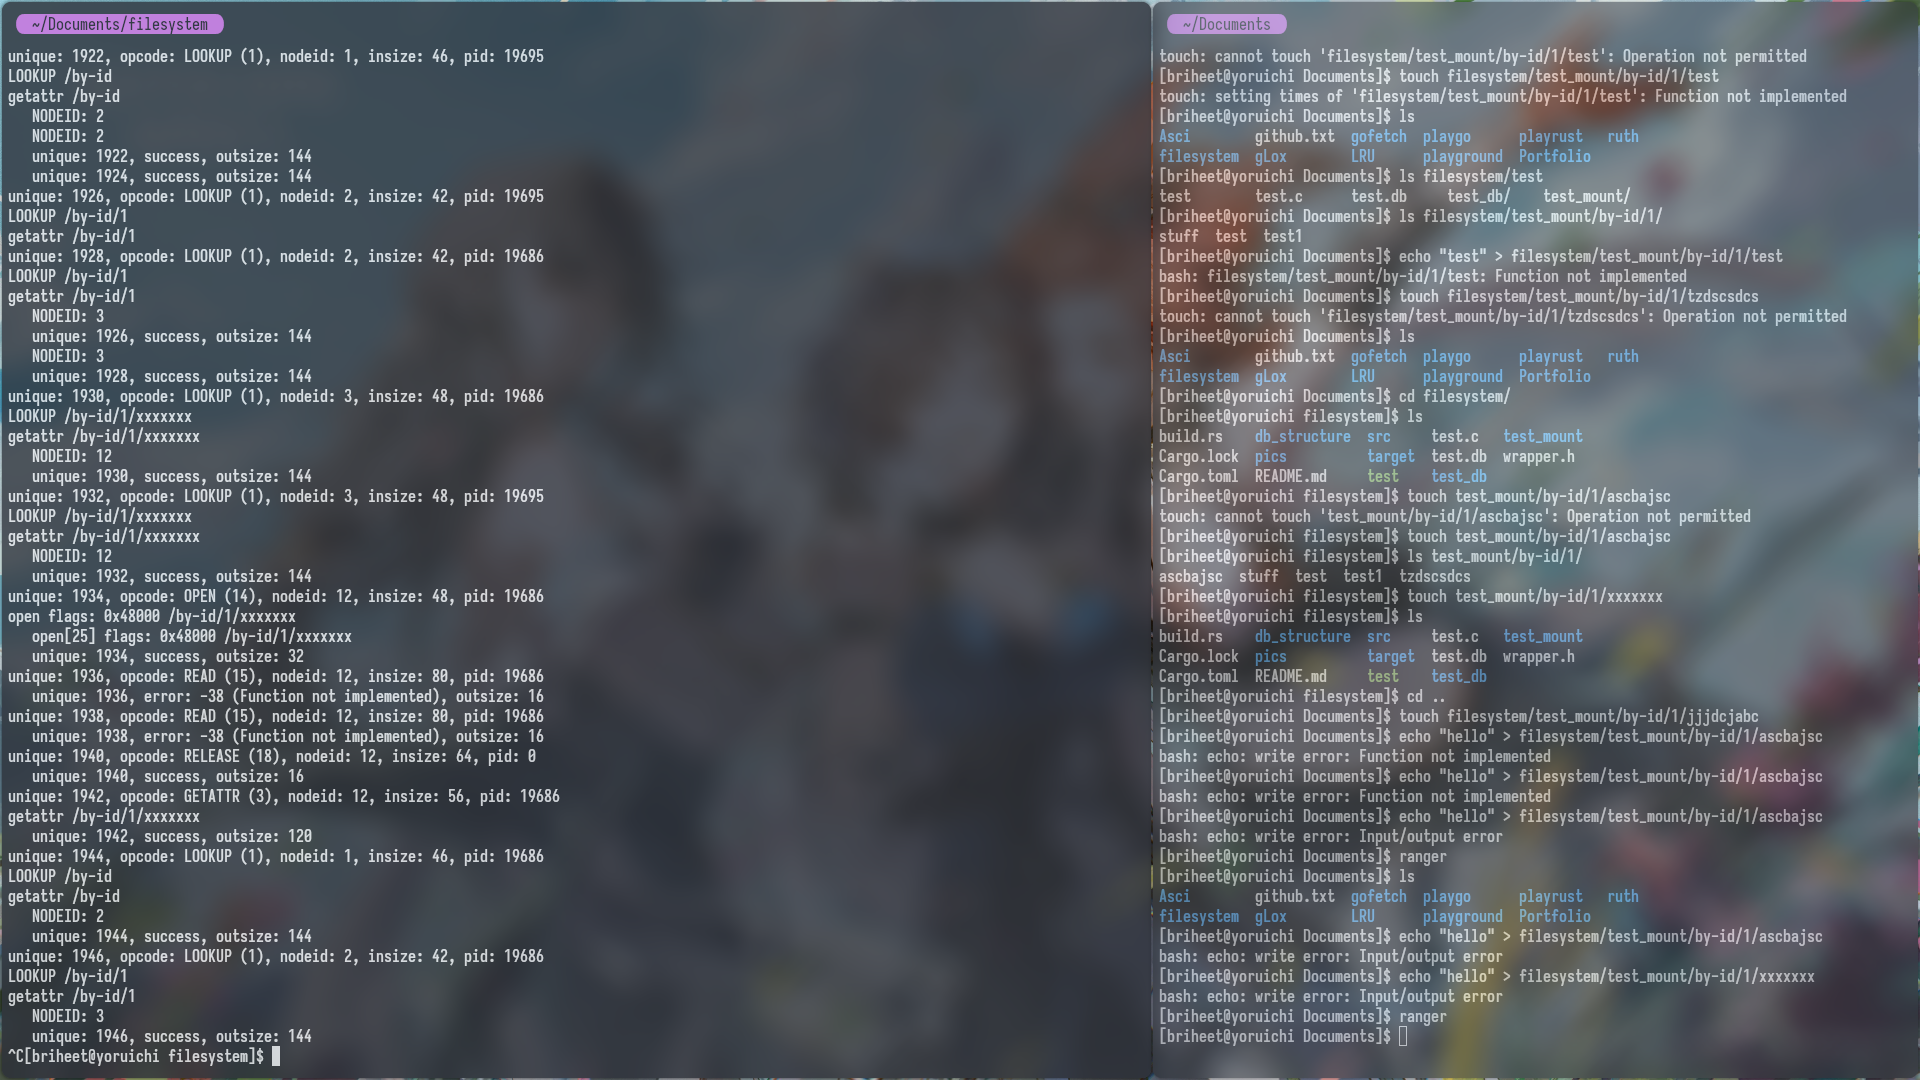 ~/Documents/filesystem
unique: 1922, opcode: LOOKUP (1), nodeid: 1, insize: 46, pid: 19695
LOOKUP /by-id
getattr /by-id
   NODEID: 2
   NODEID: 2
   unique: 1922, success, outsize: 144
   unique: 1924, success, outsize: 144
unique: 1926, opcode: LOOKUP (1), nodeid: 2, insize: 42, pid: 19695
LOOKUP /by-id/1
getattr /by-id/1
unique: 1928, opcode: LOOKUP (1), nodeid: 2, insize: 42, pid: 19686
LOOKUP /by-id/1
getattr /by-id/1
   NODEID: 3
   unique: 1926, success, outsize: 144
   NODEID: 3
   unique: 1928, success, outsize: 144
unique: 1930, opcode: LOOKUP (1), nodeid: 3, insize: 48, pid: 19686
LOOKUP /by-id/1/xxxxxxx
getattr /by-id/1/xxxxxxx
   NODEID: 12
   unique: 1930, success, outsize: 144
unique: 1932, opcode: LOOKUP (1), nodeid: 3, insize: 48, pid: 19695
LOOKUP /by-id/1/xxxxxxx
getattr /by-id/1/xxxxxxx
   NODEID: 12
   unique: 1932, success, outsize: 144
unique: 1934, opcode: OPEN (14), nodeid: 12, insize: 48, pid: 19686
open flags: 0x48000 /by-id/1/xxxxxxx
   open[25] flags: 0x48000 /by-id/1/xxxxxxx
   unique: 1934, success, outsize: 32
unique: 1936, opcode: READ (15), nodeid: 12, insize: 80, pid: 19686
   unique: 1936, error: -38 (Function not implemented), outsize: 16
unique: 1938, opcode: READ (15), nodeid: 12, insize: 80, pid: 19686
   unique: 1938, error: -38 (Function not implemented), outsize: 16
unique: 1940, opcode: RELEASE (18), nodeid: 12, insize: 64, pid: 0
   unique: 1940, success, outsize: 16
unique: 1942, opcode: GETATTR (3), nodeid: 12, insize: 56, pid: 19686
getattr /by-id/1/xxxxxxx
   unique: 1942, success, outsize: 120
unique: 1944, opcode: LOOKUP (1), nodeid: 1, insize: 46, pid: 19686
LOOKUP /by-id
getattr /by-id
   NODEID: 2
   unique: 1944, success, outsize: 144
unique: 1946, opcode: LOOKUP (1), nodeid: 2, insize: 42, pid: 19686
LOOKUP /by-id/1
getattr /by-id/1
   NODEID: 3
   unique: 1946, success, outsize: 144
^C[briheet@yoruichi filesystem]$
~/Documents
touch: cannot touch 'filesystem/test_mount/by-id/1/test': Operation not permitted
[briheet@yoruichi Documents]$ touch filesystem/test_mount/by-id/1/test
touch: setting times of 'filesystem/test_mount/by-id/1/test': Function not implemented
[briheet@yoruichi Documents]$ ls
Asci        github.txt  gofetch  playgo      playrust   ruth
filesystem  gLox        LRU      playground  Portfolio
[briheet@yoruichi Documents]$ ls filesystem/test
test        test.c      test.db     test_db/    test_mount/
[briheet@yoruichi Documents]$ ls filesystem/test_mount/by-id/1/
stuff  test  test1
[briheet@yoruichi Documents]$ echo "test" > filesystem/test_mount/by-id/1/test
bash: filesystem/test_mount/by-id/1/test: Function not implemented
[briheet@yoruichi Documents]$ touch filesystem/test_mount/by-id/1/tzdscsdcs
touch: cannot touch 'filesystem/test_mount/by-id/1/tzdscsdcs': Operation not permitted
[briheet@yoruichi Documents]$ ls
Asci        github.txt  gofetch  playgo      playrust   ruth
filesystem  gLox        LRU      playground  Portfolio
[briheet@yoruichi Documents]$ cd filesystem/
[briheet@yoruichi filesystem]$ ls
build.rs    db_structure  src     test.c   test_mount
Cargo.lock  pics          target  test.db  wrapper.h
Cargo.toml  README.md     test    test_db
[briheet@yoruichi filesystem]$ touch test_mount/by-id/1/ascbajsc
touch: cannot touch 'test_mount/by-id/1/ascbajsc': Operation not permitted
[briheet@yoruichi filesystem]$ touch test_mount/by-id/1/ascbajsc
[briheet@yoruichi filesystem]$ ls test_mount/by-id/1/
ascbajsc  stuff  test  test1  tzdscsdcs
[briheet@yoruichi filesystem]$ touch test_mount/by-id/1/xxxxxxx
[briheet@yoruichi filesystem]$ ls
build.rs    db_structure  src     test.c   test_mount
Cargo.lock  pics          target  test.db  wrapper.h
Cargo.toml  README.md     test    test_db
[briheet@yoruichi filesystem]$ cd ..
[briheet@yoruichi Documents]$ touch filesystem/test_mount/by-id/1/jjjdcjabc
[briheet@yoruichi Documents]$ echo "hello" > filesystem/test_mount/by-id/1/ascbajsc
bash: echo: write error: Function not implemented
[briheet@yoruichi Documents]$ echo "hello" > filesystem/test_mount/by-id/1/ascbajsc
bash: echo: write error: Function not implemented
[briheet@yoruichi Documents]$ echo "hello" > filesystem/test_mount/by-id/1/ascbajsc
bash: echo: write error: Input/output error
[briheet@yoruichi Documents]$ ranger
[briheet@yoruichi Documents]$ ls
Asci        github.txt  gofetch  playgo      playrust   ruth
filesystem  gLox        LRU      playground  Portfolio
[briheet@yoruichi Documents]$ echo "hello" > filesystem/test_mount/by-id/1/ascbajsc
bash: echo: write error: Input/output error
[briheet@yoruichi Documents]$ echo "hello" > filesystem/test_mount/by-id/1/xxxxxxx
bash: echo: write error: Input/output error
[briheet@yoruichi Documents]$ ranger
[briheet@yoruichi Documents]$